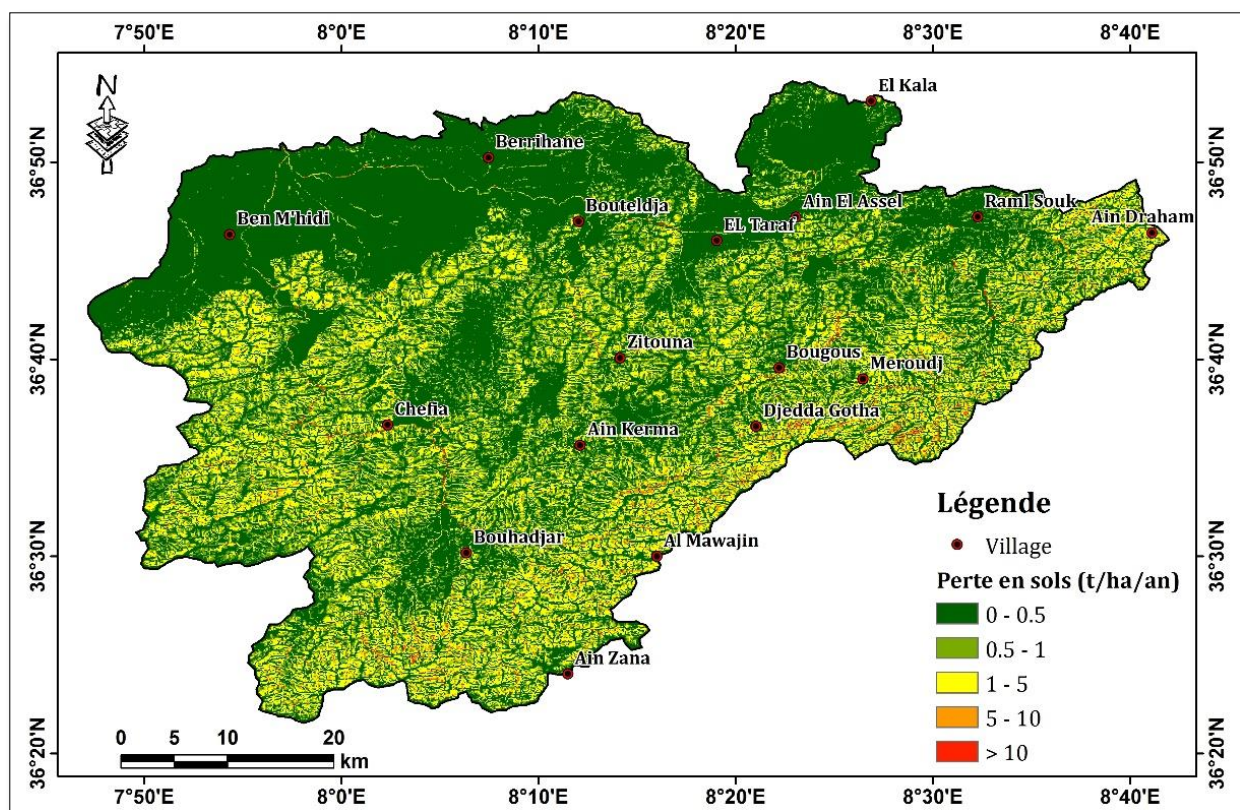 7°50'E 8°0'E 8°10'E 8°20'E 8°30'E 8°40'E
N
El Kala
36°50'N 36°50'N
Berrihane
Ben M'hidi
Bouteldja
Ain El Assel
Raml Souk
EL Taraf
Ain Draham
36°40'N 36°40'N
Zitouna
Bougous
Meroudj
Chefia
Djedda Gotha
Ain Kerma
36°30'N 36°30'N
Bouhadjar
Al Mawajin
Ain Zana
Légende
Village
Perte en sols (t/ha/an)
0 - 0.5
0.5 - 1
1 - 5
5 - 10
> 10
0 5 10 20
km
36°20'N 36°20'N
7°50'E 8°0'E 8°10'E 8°20'E 8°30'E 8°40'E